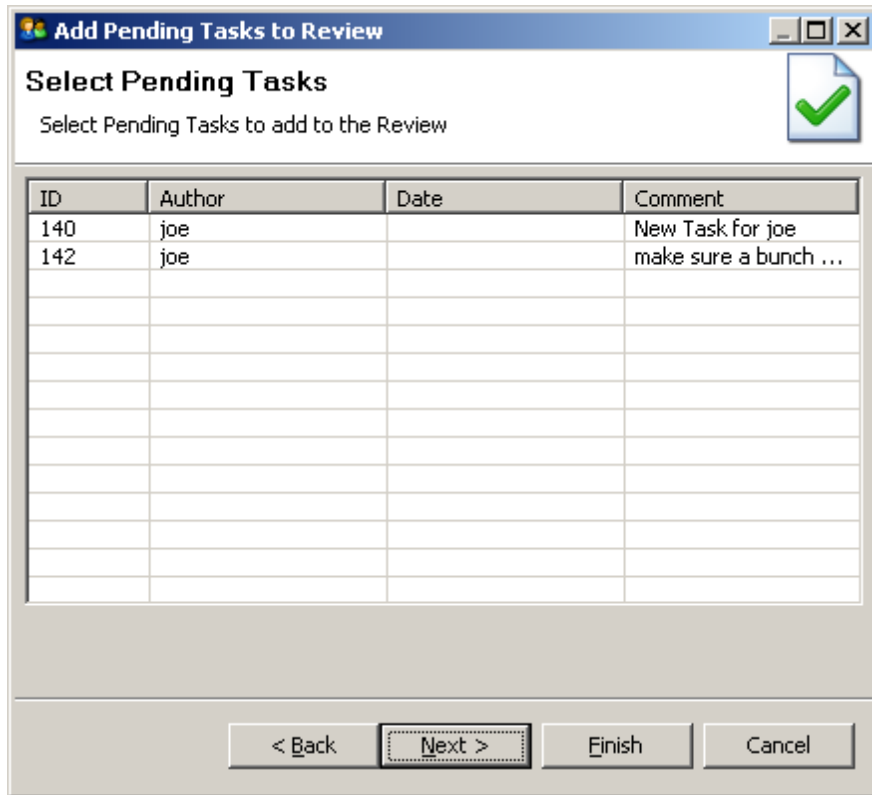 Add Pending Tasks to Review
Select Pending Tasks
Select Pending Tasks to add to the Review
ID Author Date Comment
140 joe New Task for joe
142 joe make sure a bunch ...
< Back Next > Finish Cancel